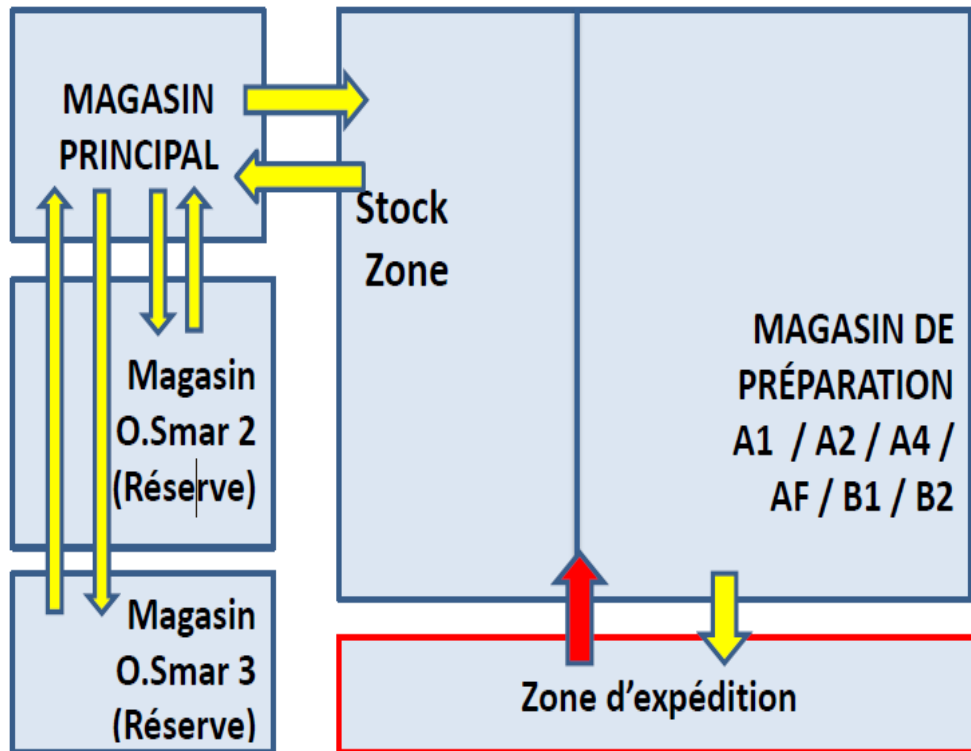 MAGASIN
PRINCIPAL
Stock
Zone
Magasin
O.Smar 2
(Réserve)
MAGASIN DE
PRÉPARATION
A1 / A2 / A4 /
AF / B1 / B2
Magasin
O.Smar 3
(Réserve)
Zone d'expédition